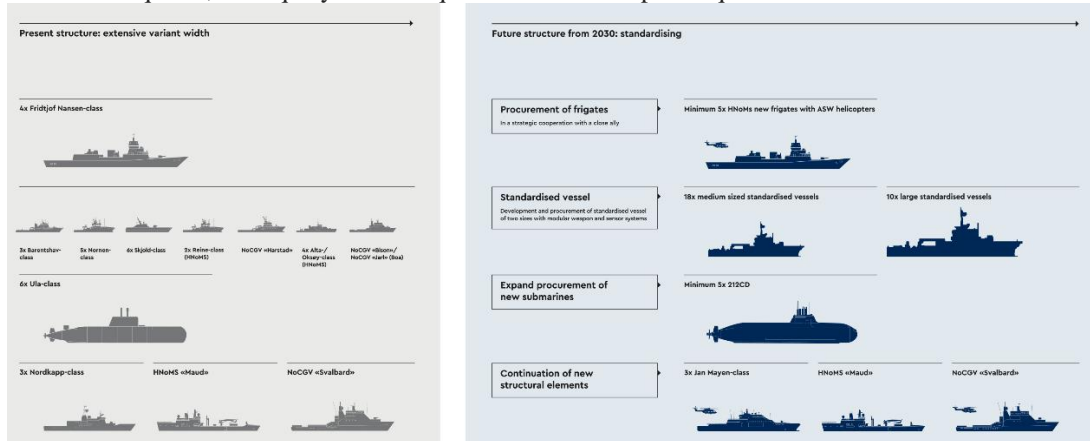 Present structure: extensive variant width
4x Fridtjof Nansen-class
3x Barentshav-
class
5x Nornen-
class
6x Skjold-class
2x Reine-class
(HNoMS)
NoCGV «Harstad»
4x Alta-/
Oksøy-class
(HNoMS)
NoCGV «Bison»/
NoCGV «Jarl» (Boa)
6x Ula-class
3x Nordkapp-class
HNoMS «Maud»
NoCGV «Svalbard»
Future structure from 2030: standardising
Procurement of frigates
In a strategic cooperation with a close ally
Minimum 5x HNoMs new frigates with ASW helicopters
Standardised vessel
Development and procurement of standardised vessel
of two sizes with modular weapon and sensor systems
18x medium sized standardised vessels
10x large standardised vessels
Expand procurement of
new submarines
Minimum 5x 212CD
Continuation of new
structural elements
3x Jan Mayen-class
HNoMS «Maud»
NoCGV «Svalbard»